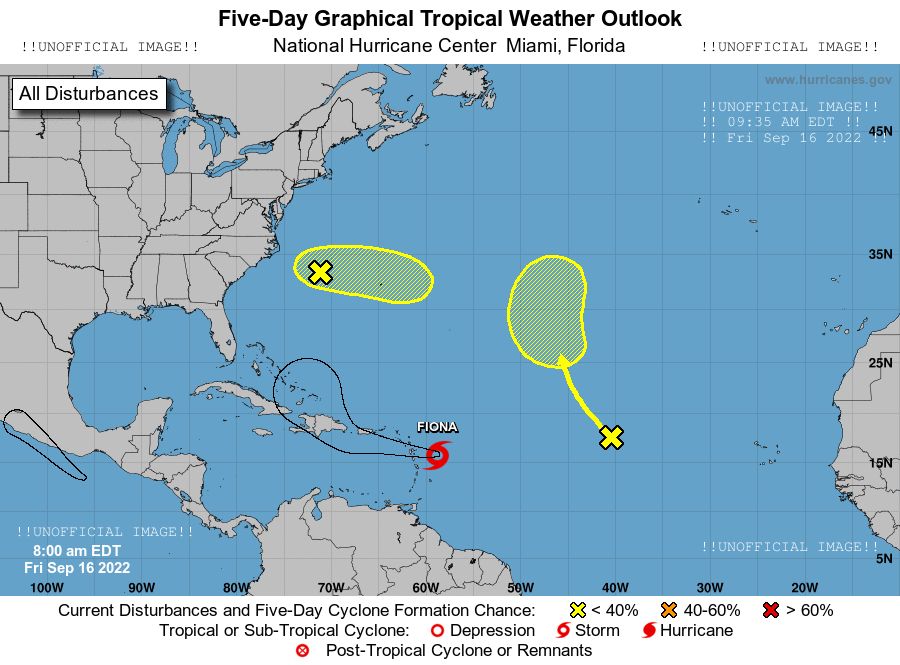 Five-Day Graphical Tropical Weather Outlook
!!UNOFFICIAL IMAGE!! National Hurricane Center Miami, Florida !!UNOFFICIAL IMAGE!!
All Disturbances
www.hurricanes.gov
!!UNOFFICIAL IMAGE!!
!! 09:35 AM EDT !!
!! Fri Sep 16 2022 !!
45N
35N
25N
FIONA
15N
!!UNOFFICIAL IMAGE!!
8:00 am EDT
Fri Sep 16 2022
!!UNOFFICIAL IMAGE!!
5N
100W 90W 80W 70W 60W 50W 40W 30W 20W
Current Disturbances and Five-Day Cyclone Formation Chance: < 40% 40-60% > 60%
Tropical or Sub-Tropical Cyclone: Depression Storm Hurricane
Post-Tropical Cyclone or Remnants